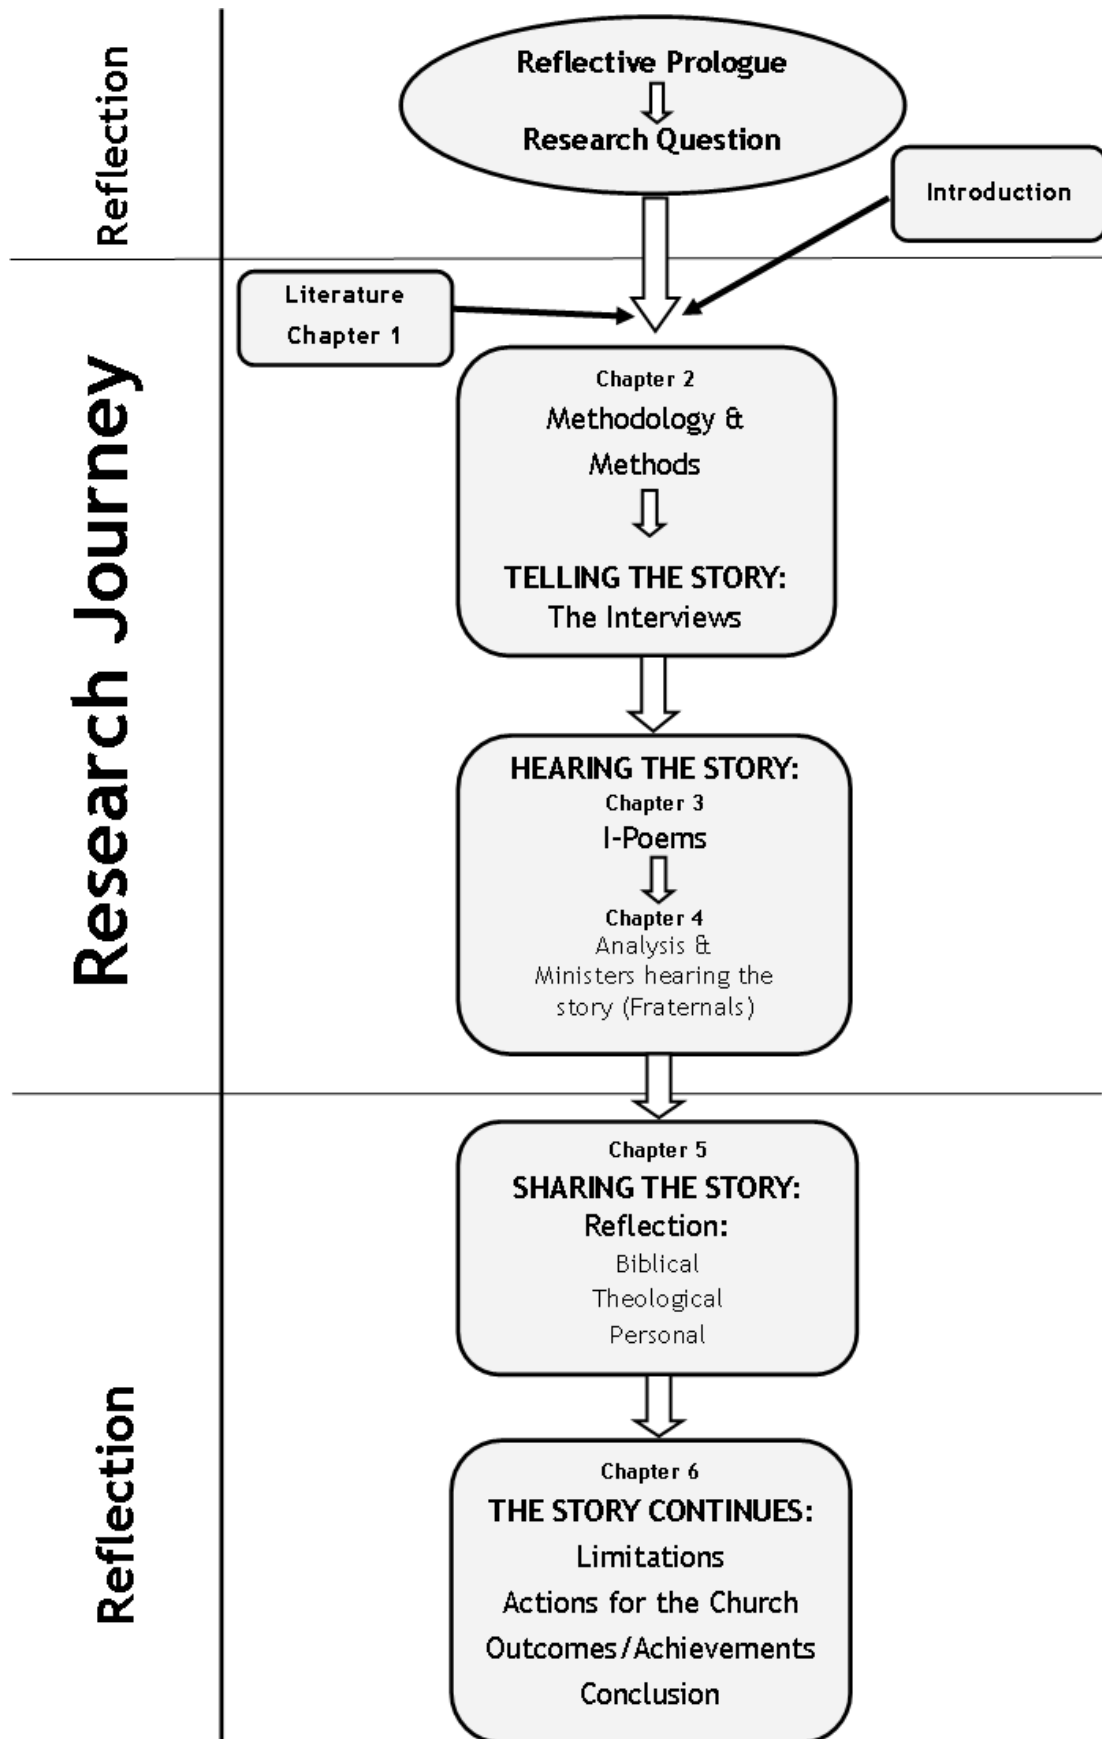 Reflection
Reflective Prologue
Research Question
Introduction
Research Journey
Literature
Chapter 1
Chapter 2
Methodology &
Methods
TELLING THE STORY:
The Interviews
HEARING THE STORY:
Chapter 3
I-Poems
Chapter 4
Analysis &
Ministers hearing the
story (Fraternals)
Reflection
Chapter 5
SHARING THE STORY:
Reflection:
Biblical
Theological
Personal
Chapter 6
THE STORY CONTINUES:
Limitations
Actions for the Church
Outcomes/Achievements
Conclusion